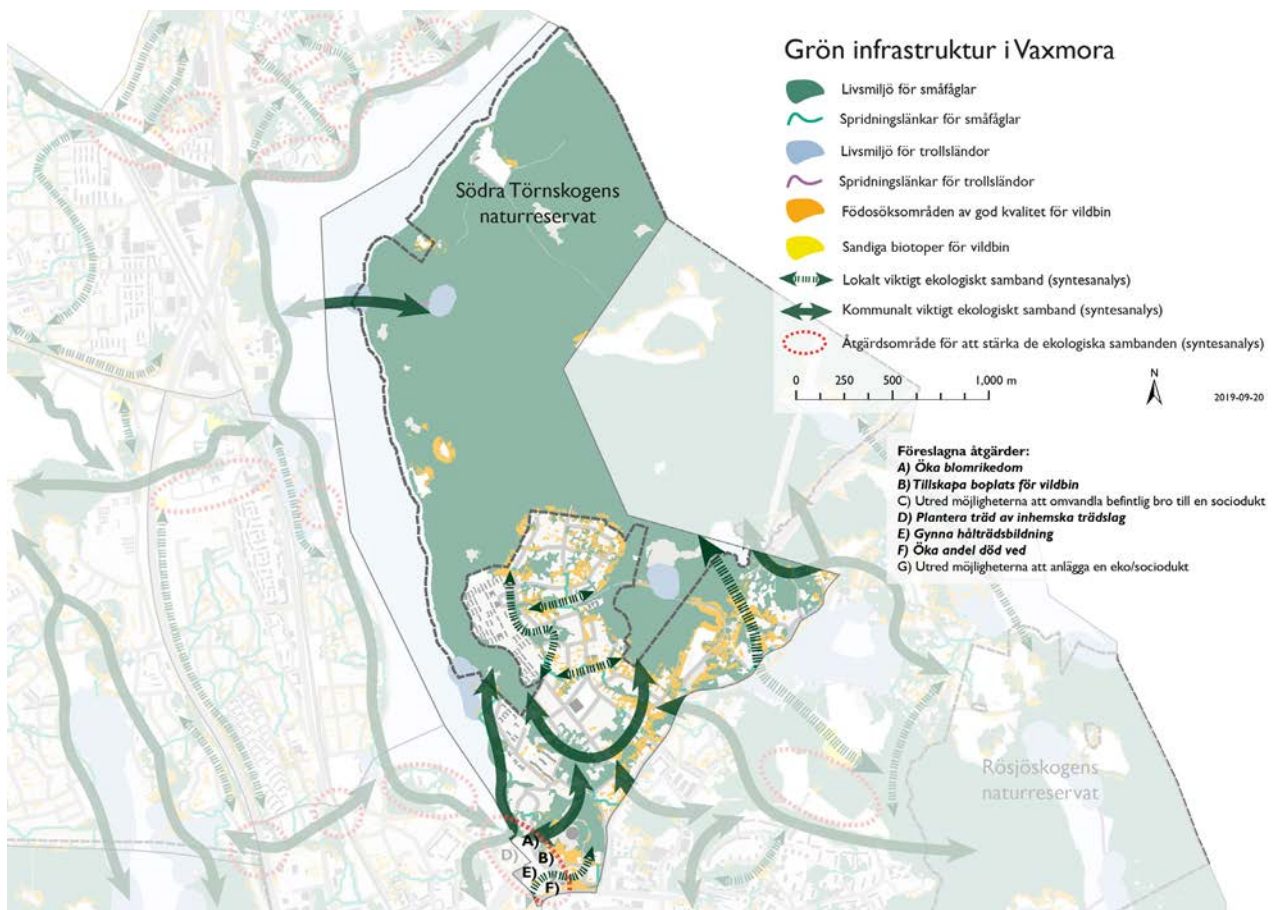 Grön infrastruktur i Vaxmora
Livsmiljö för småfåglar
Spridningslänkar för småfåglar
Livsmiljö för trollsländor
Spridningslänkar för trollsländor
Födosöksområden av god kvalitet för vildbin
Sandiga biotoper för vildbin
Lokalt viktigt ekologiskt samband (syntesanalys)
Kommunalt viktigt ekologiskt samband (syntesanalys)
Åtgärdsområde för att stärka de ekologiska sambanden (syntesanalys)
0 250 500 1,000 m
N
2019-09-20
Föreslagna åtgärder:
A) Öka blomrikedom
B) Tillskapa boplats för vildbin
C) Utred möjligheterna att omvandla befintlig bro till en sociodukt
D) Plantera träd av inhemska trädslag
E) Gynna hålträdsbildning
F) Öka andel död ved
G) Utred möjligheterna att anlägga en eko/sociodukt
Södra Törnskogens
naturreservat
Rösjöskogens
naturreservat
A)
D) B)
E)
F)